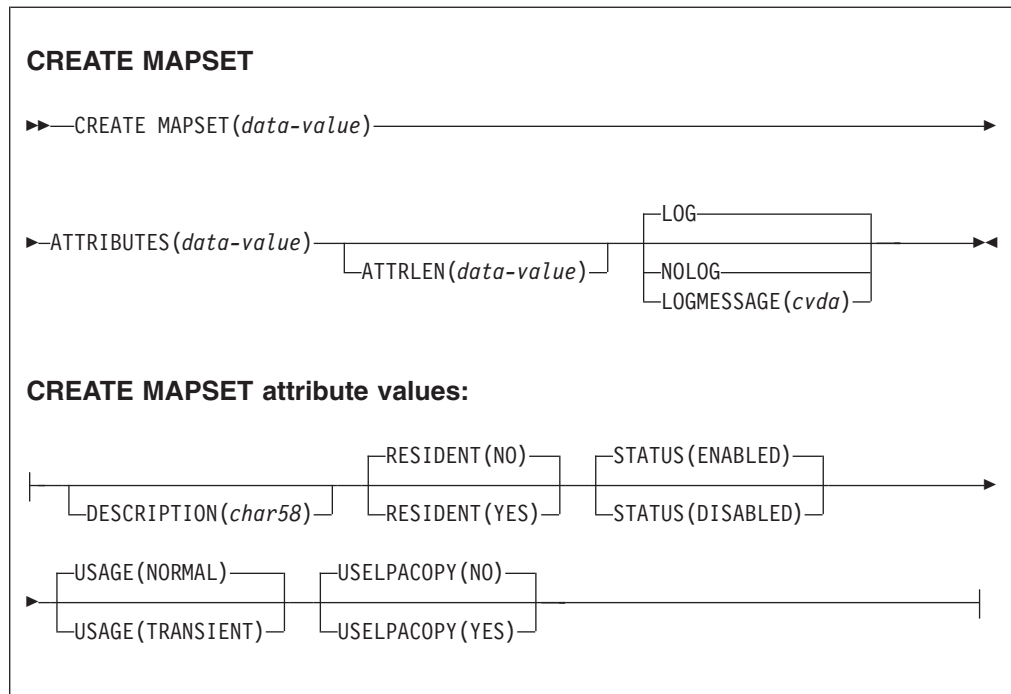 CREATE MAPSET
CREATE MAPSET(data-value)
LOG
ATTRIBUTES(data-value)
ATTRLEN(data-value)
NOLOG
LOGMESSAGE(cvda)
CREATE MAPSET attribute values:
RESIDENT(NO) STATUS(ENABLED)
DESCRIPTION(char58) RESIDENT(YES) STATUS(DISABLED)
USAGE(NORMAL) USELPACOPY(NO)
USAGE(TRANSIENT) USELPACOPY(YES)